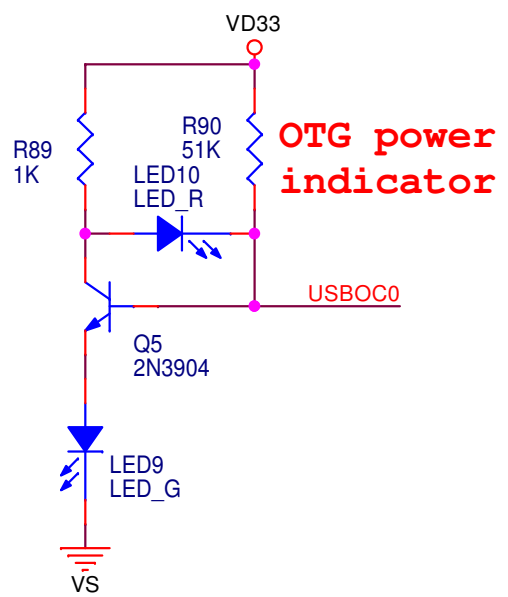 VD33
R89
1K
R90
51K
OTG power
indicator
LED10
LED_R
USBOC0
Q5
2N3904
LED9
LED_G
VS